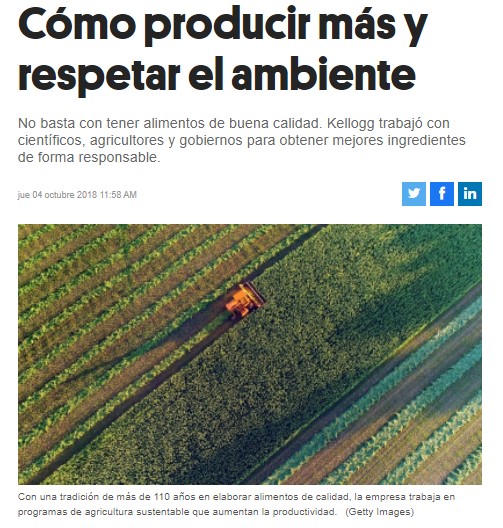 Cómo producir más y
respetar el ambiente
No basta con tener alimentos de buena calidad. Kellogg trabajó con
científicos, agricultores y gobiernos para obtener mejores ingredientes
de forma responsable.
jue 04 octubre 2018 11:58 AM
Con una tradición de más de 110 años en elaborar alimentos de calidad, la empresa trabaja en
programas de agricultura sustentable que aumentan la productividad. (Getty Images)